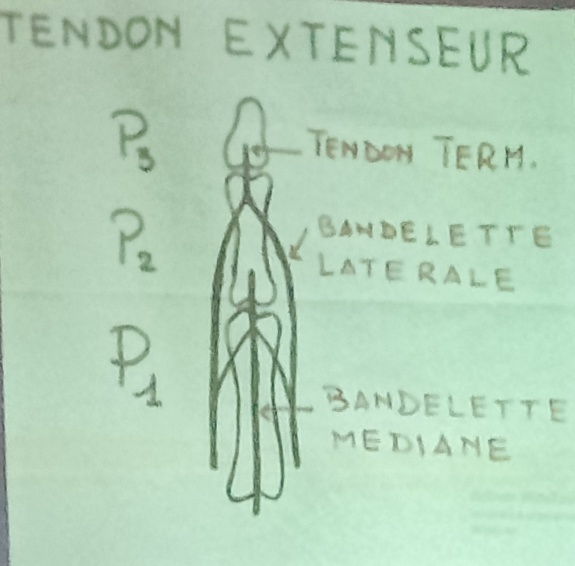 TENDON EXTENSEUR
P3
TENDON TERM.
P2
BANDELETTE
LATERALE
P1
BANDELETTE
MEDIANE